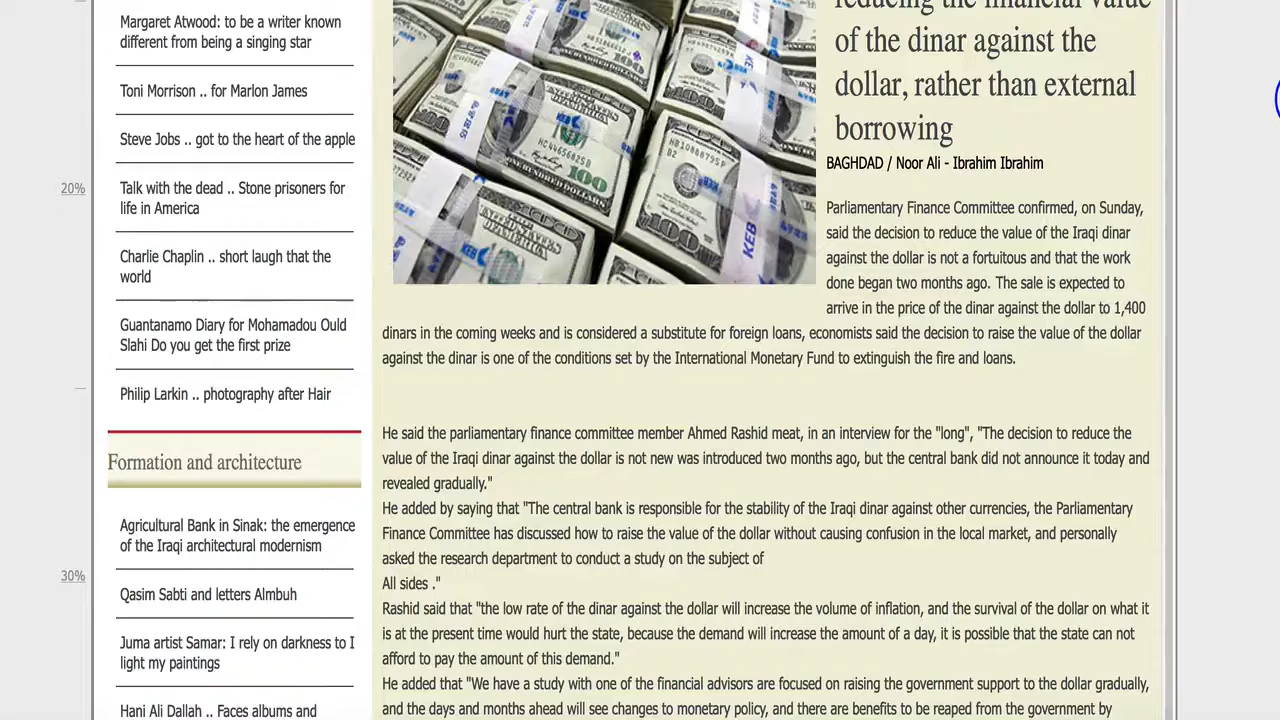 Margaret Atwood: to be a writer known
different from being a singing star
Toni Morrison .. for Marlon James
Steve Jobs .. got to the heart of the apple
20%
Talk with the dead .. Stone prisoners for
life in America
Charlie Chaplin .. short laugh that the
world
Guantanamo Diary for Mohamadou Ould
Slahi Do you get the first prize
Philip Larkin .. photography after Hair
Formation and architecture
Agricultural Bank in Sinak: the emergence
of the Iraqi architectural modernism
30%
Qasim Sabti and letters Almbuh
Juma artist Samar: I rely on darkness to I
light my paintings
Hani Ali Dallah .. Faces albums and
reducing the financial value
of the dinar against the
dollar, rather than external
borrowing
BAGHDAD / Noor Ali - Ibrahim Ibrahim
Parliamentary Finance Committee confirmed, on Sunday,
said the decision to reduce the value of the Iraqi dinar
against the dollar is not a fortuitous and that the work
done began two months ago. The sale is expected to
arrive in the price of the dinar against the dollar to 1,400
dinars in the coming weeks and is considered a substitute for foreign loans, economists said the decision to raise the value of the dollar
against the dinar is one of the conditions set by the International Monetary Fund to extinguish the fire and loans.
He said the parliamentary finance committee member Ahmed Rashid meat, in an interview for the "long", "The decision to reduce the
value of the Iraqi dinar against the dollar is not new was introduced two months ago, but the central bank did not announce it today and
revealed gradually."
He added by saying that "The central bank is responsible for the stability of the Iraqi dinar against other currencies, the Parliamentary
Finance Committee has discussed how to raise the value of the dollar without causing confusion in the local market, and personally
asked the research department to conduct a study on the subject of
All sides ."
Rashid said that "the low rate of the dinar against the dollar will increase the volume of inflation, and the survival of the dollar on what it
is at the present time would hurt the state, because the demand will increase the amount of a day, it is possible that the state can not
afford to pay the amount of this demand."
He added that "We have a study with one of the financial advisors are focused on raising the government support to the dollar gradually,
and the days and months ahead will see changes to monetary policy, and there are benefits to be reaped from the government by
KEB
100